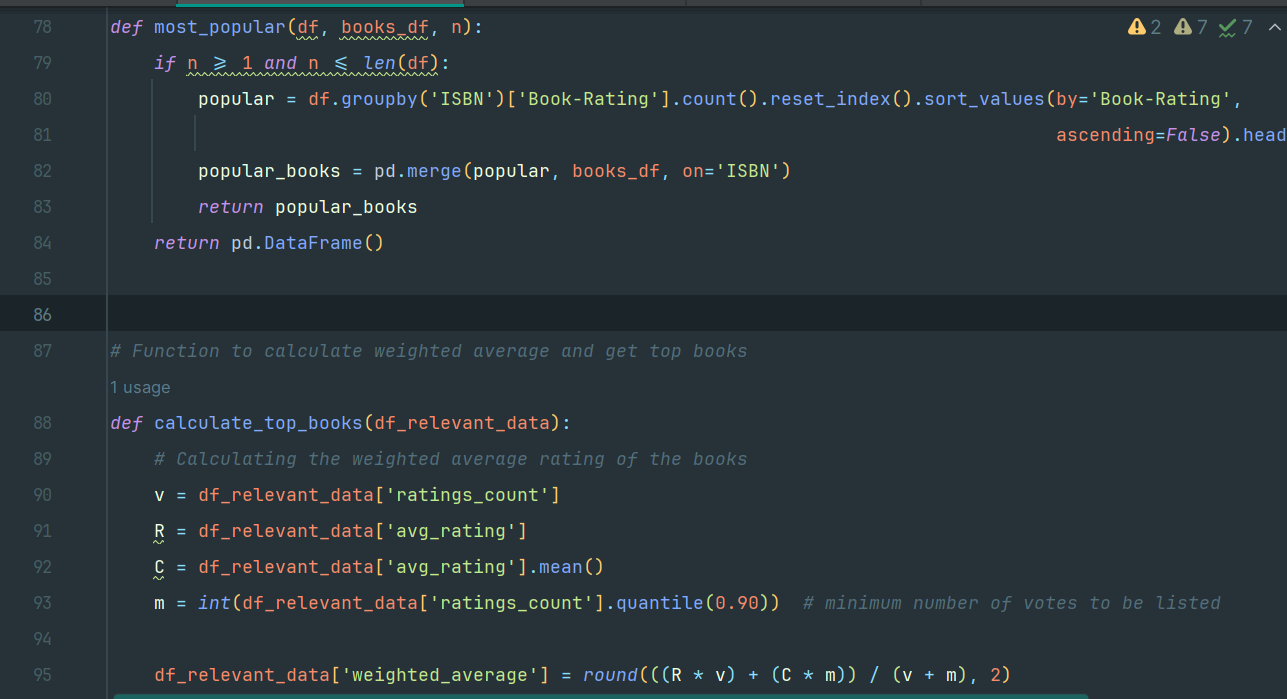 2 7 7
78 def most_popular(df, books_df, n):
79     if n >= 1 and n <= len(df):
80         popular = df.groupby('ISBN')['Book-Rating'].count().reset_index().sort_values(by='Book-Rating',
81                                                                               ascending=False).head
82         popular_books = pd.merge(popular, books_df, on='ISBN')
83         return popular_books
84     return pd.DataFrame()
85
86
87 # Function to calculate weighted average and get top books
1 usage
88 def calculate_top_books(df_relevant_data):
89     # Calculating the weighted average rating of the books
90     v = df_relevant_data['ratings_count']
91     R = df_relevant_data['avg_rating']
92     C = df_relevant_data['avg_rating'].mean()
93     m = int(df_relevant_data['ratings_count'].quantile(0.90))  # minimum number of votes to be listed
94
95     df_relevant_data['weighted_average'] = round(((R * v) + (C * m)) / (v + m), 2)